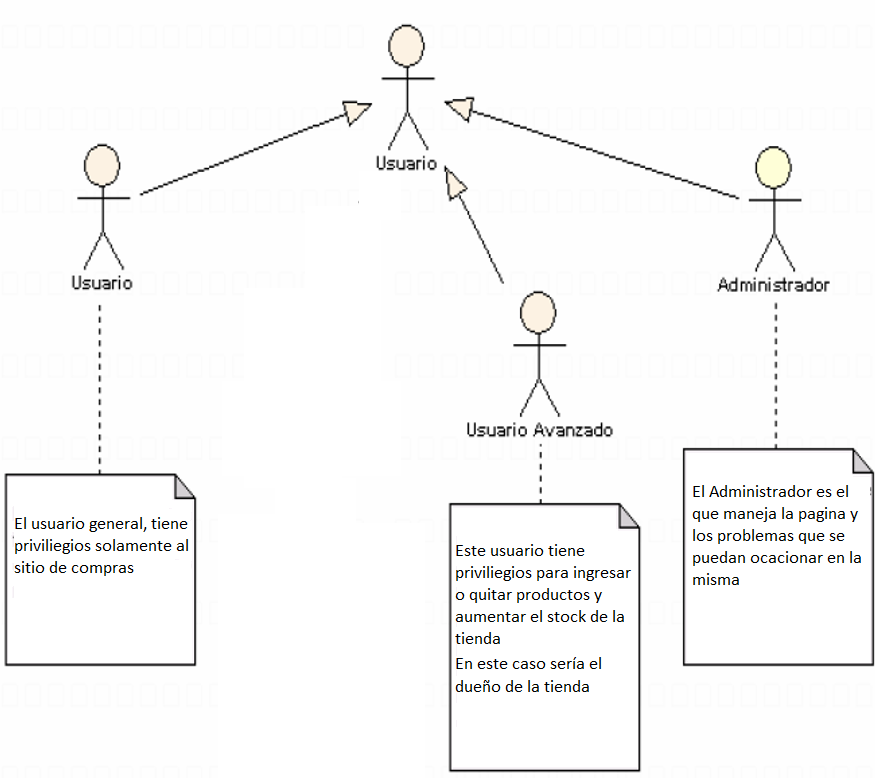 Usuario
Usuario
Administrador
Usuario Avanzado
El usuario general, tiene
priviliegios solamente al
sitio de compras
Este usuario tiene
priviliegios para ingresar
o quitar productos y
aumentar el stock de la
tienda
En este caso sería el
dueño de la tienda
El Administrador es el
que maneja la pagina y
los problemas que se
puedan ocacionar en la
misma